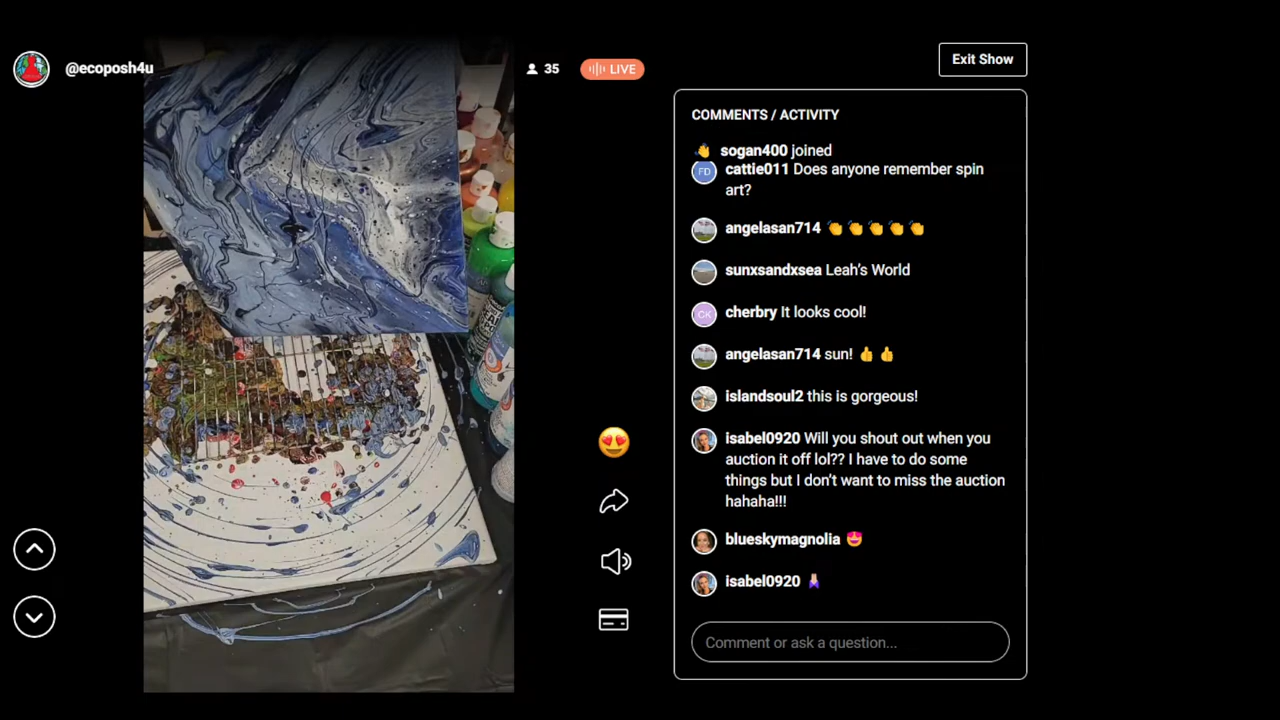 @ecoposh4u
35
LIVE
Exit Show
COMMENTS / ACTIVITY
👋 sogan400 joined
FD cattie011 Does anyone remember spin
art?
angelasan714 👏👏👏👏👏
sunxsandxsea Leah's World
CK cherbry It looks cool!
angelasan714 sun! 👍👍
islandsoul2 this is gorgeous!
isabel0920 Will you shout out when you
auction it off lol?? I have to do some
things but I don't want to miss the auction
hahaha!!!
blueskymagnolia 😍
isabel0920
Comment or ask a question...